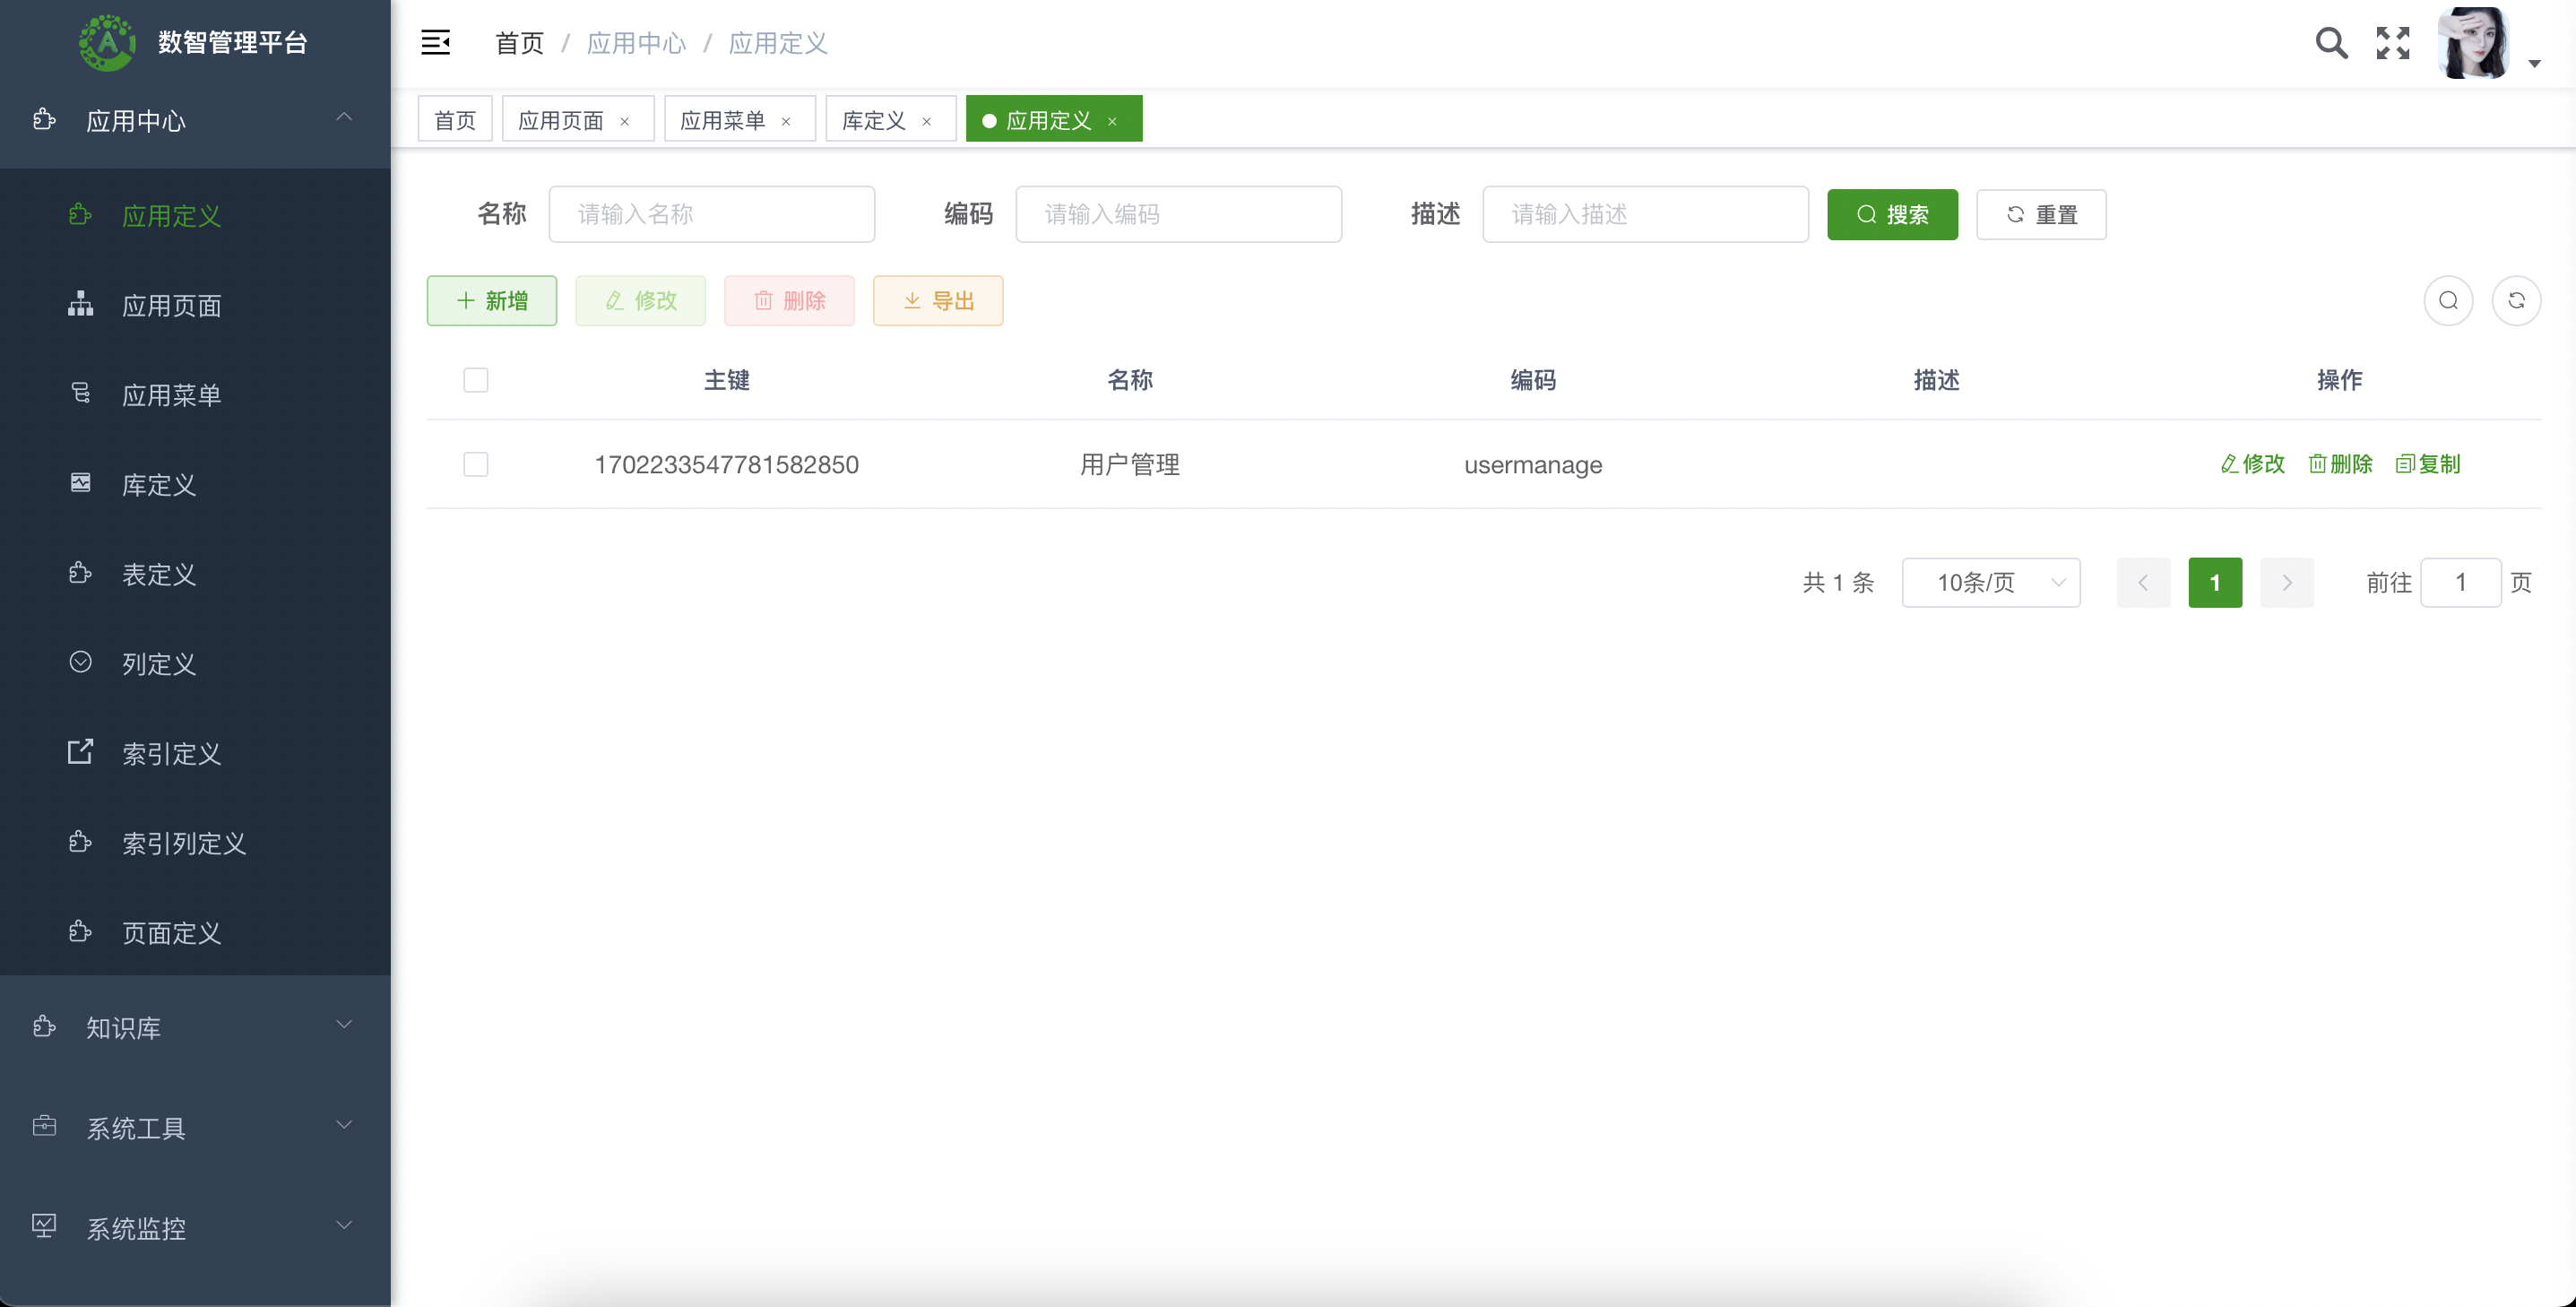 数智管理平台
应用中心
应用定义
应用页面
应用菜单
库定义
表定义
列定义
索引定义
索引列定义
页面定义
知识库
系统工具
系统监控
首页 / 应用中心 / 应用定义
首页 应用页面 × 应用菜单 × 库定义 × 应用定义 ×
名称 请输入名称 编码 请输入编码 描述 请输入描述 搜索 重置
新增 修改 删除 导出
主键 名称 编码 描述 操作
1702233547781582850 用户管理 usermanage 修改 删除 复制
共 1 条 10条/页 1 前往 1 页